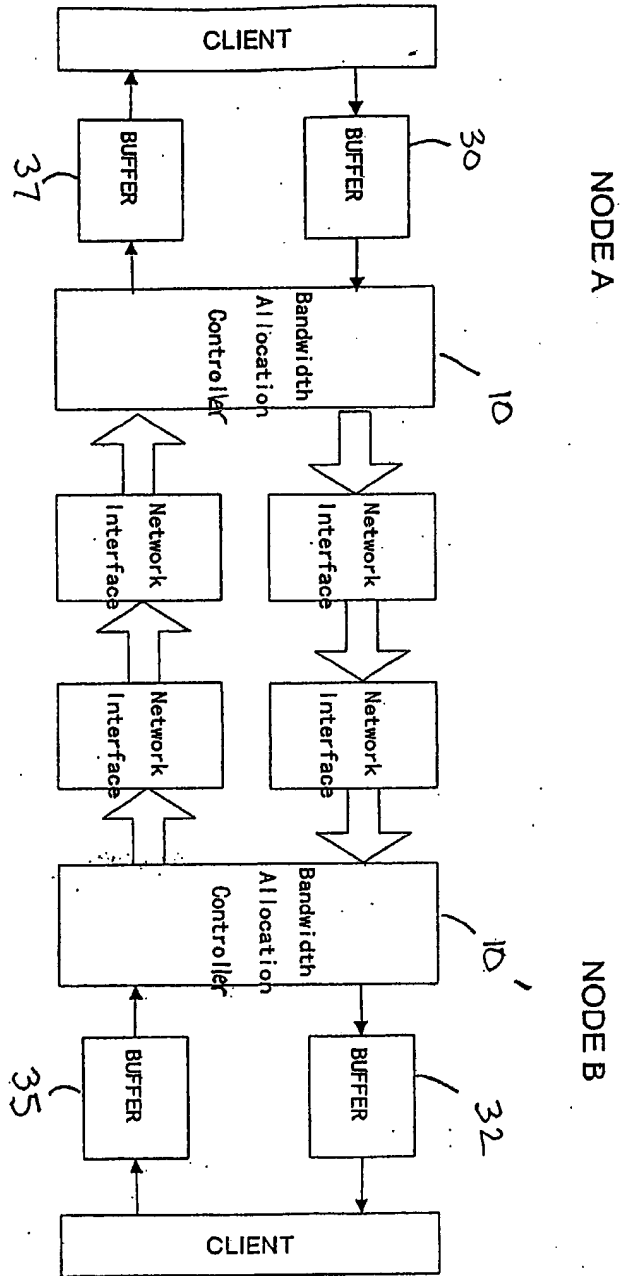 NODE A
NODE B
CLIENT
30
BUFFER
37
BUFFER
10
Bandwidth
Allocation
Controller
Network
Interface
Network
Interface
Network
Interface
Network
Interface
10'
Bandwidth
Allocation
Controller
32
BUFFER
35
BUFFER
CLIENT